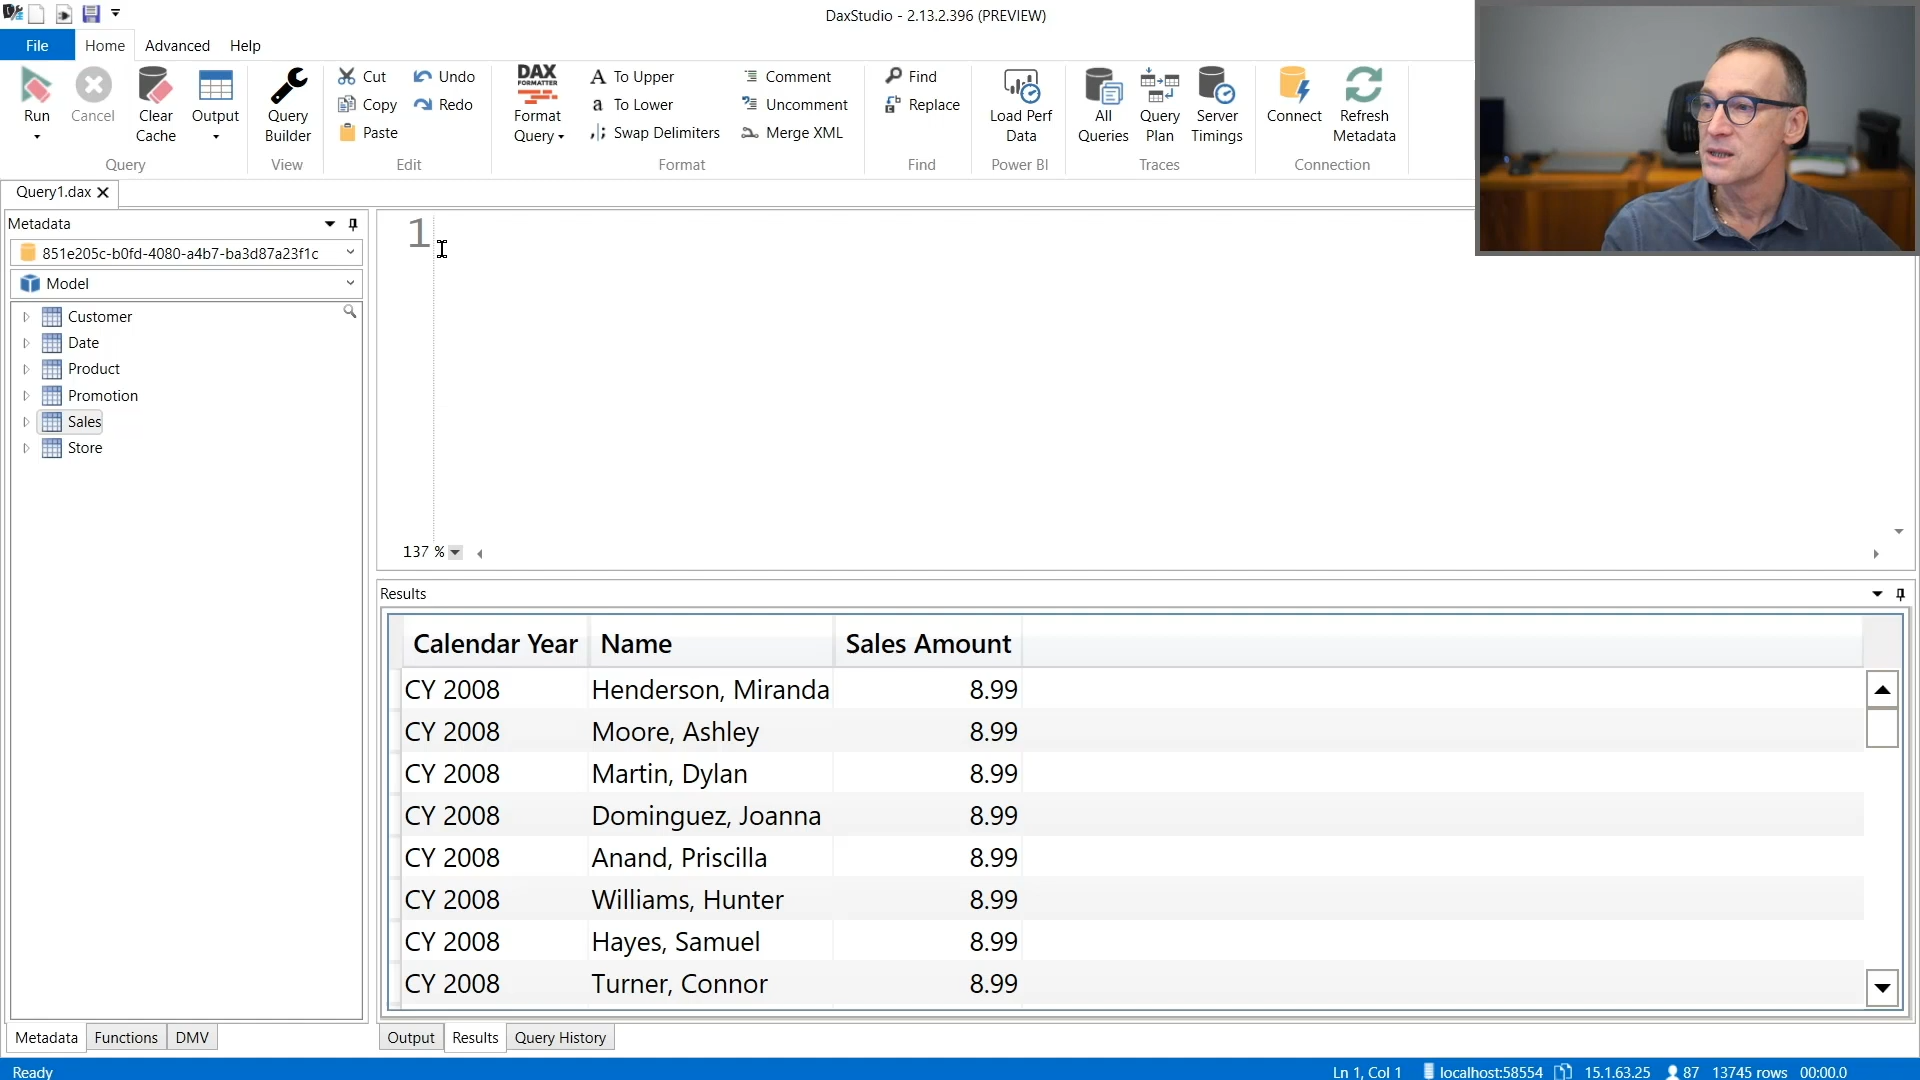 DaxStudio - 2.13.2.396 (PREVIEW)
File Home Advanced Help
Run
Cancel
Clear Cache
Output
Query
Query Builder
View
Cut
Copy
Paste
Undo
Redo
Edit
DAX
FORMATTER
Format Query
To Upper
To Lower
Swap Delimiters
Comment
Uncomment
Merge XML
Format
Find
Replace
Find
Load Perf Data
Power BI
All Queries
Query Plan
Server Timings
Traces
Connect
Refresh Metadata
Connection
Query1.dax
Metadata
851e205c-b0fd-4080-a4b7-ba3d87a23f1c
Model
Customer
Date
Product
Promotion
Sales
Store
1
137 %
Results
Calendar Year Name Sales Amount
CY 2008 Henderson, Miranda 8.99
CY 2008 Moore, Ashley 8.99
CY 2008 Martin, Dylan 8.99
CY 2008 Dominguez, Joanna 8.99
CY 2008 Anand, Priscilla 8.99
CY 2008 Williams, Hunter 8.99
CY 2008 Hayes, Samuel 8.99
CY 2008 Turner, Connor 8.99
Metadata Functions DMV
Output Results Query History
Ready
Ln 1, Col 1 localhost:58554 15.1.63.25 87 13745 rows 00:00.0